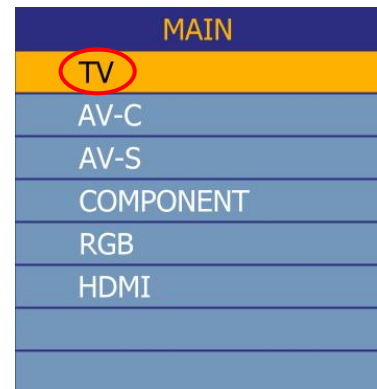 MAIN
TV
AV-C
AV-S
COMPONENT
RGB
HDMI